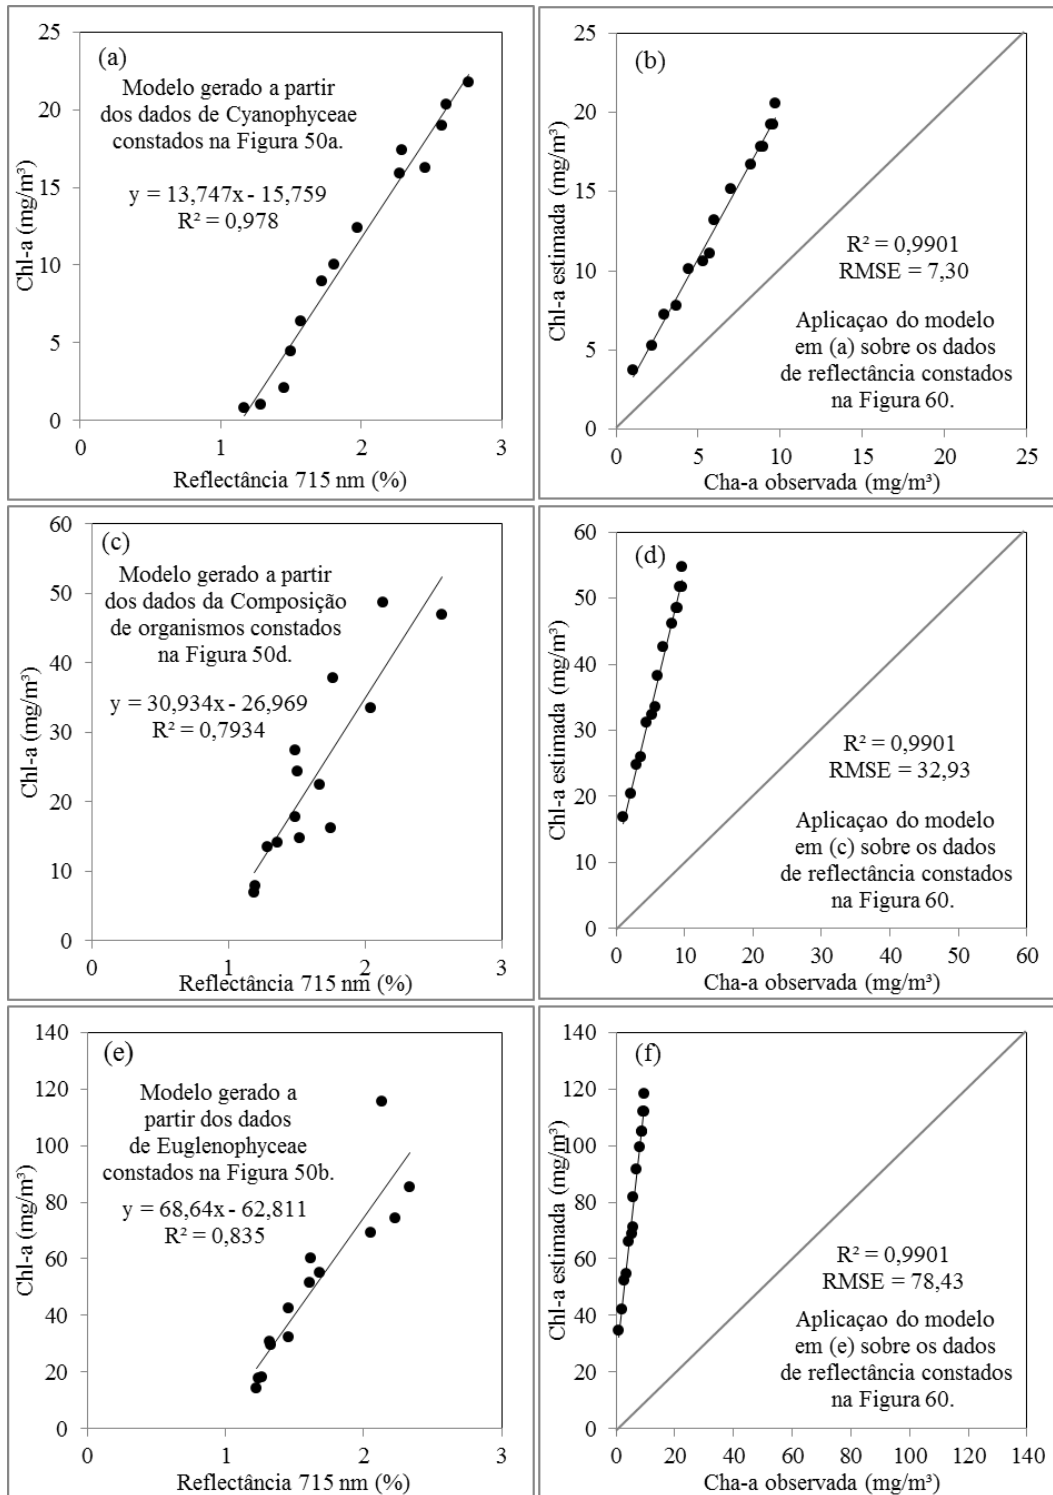 (a)
Modelo gerado a partir
dos dados de Cyanophyceae
constados na Figura 50a.
y = 13,747x - 15,759
R² = 0,978
Chl-a (mg/m³)
25
20
15
10
5
0
0 1 2 3
Reflectância 715 nm (%)
(b)
Chl-a estimada (mg/m³)
25
20
15
10
5
0
R² = 0,9901
RMSE = 7,30
Aplicaçao do modelo
em (a) sobre os dados
de reflectância constados
na Figura 60.
0 5 10 15 20 25
Cha-a observada (mg/m³)
(c)
Modelo gerado a partir
dos dados da Composição
de organismos constados
na Figura 50d.
y = 30,934x - 26,969
R² = 0,7934
Chl-a (mg/m³)
60
50
40
30
20
10
0
0 1 2 3
Reflectância 715 nm (%)
(d)
Chl-a estimada (mg/m³)
60
50
40
30
20
10
0
R² = 0,9901
RMSE = 32,93
Aplicaçao do modelo
em (c) sobre os dados
de reflectância constados
na Figura 60.
0 10 20 30 40 50 60
Cha-a observada (mg/m³)
(e)
Modelo gerado a
partir dos dados
de Euglenophyceae
constados na Figura 50b.
y = 68,64x - 62,811
R² = 0,835
Chl-a (mg/m³)
140
120
100
80
60
40
20
0
0 1 2 3
Reflectância 715 nm (%)
(f)
Chl-a estimada (mg/m³)
140
120
100
80
60
40
20
0
R² = 0,9901
RMSE = 78,43
Aplicaçao do modelo
em (e) sobre os dados
de reflectância constados
na Figura 60.
0 20 40 60 80 100 120 140
Cha-a observada (mg/m³)